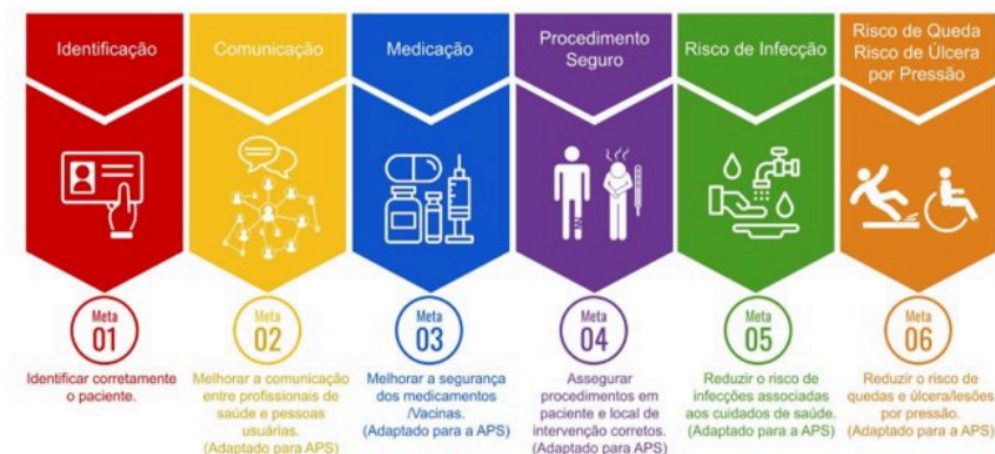 Identificação
Comunicação
Medicação
Procedimento
Seguro
Risco de Infecção
Risco de Queda
Risco de Úlcera
por Pressão
Meta
01
Identificar corretamente
o paciente.
Meta
02
Melhorar a comunicação
entre profissionais de
saúde e pessoas
usuárias.
(Adaptado para APS)
Meta
03
Melhorar a segurança
dos medicamentos
/Vacinas.
(Adaptado para a APS)
Meta
04
Assegurar
procedimentos em
paciente e local de
intervenção corretos.
(Adaptado para a APS)
Meta
05
Reduzir o risco de
infecções associadas
aos cuidados de saúde.
(Adaptado para a APS)
Meta
06
Reduzir o risco de
quedas e úlcera/lesões
por pressão.
(Adaptado para a APS)